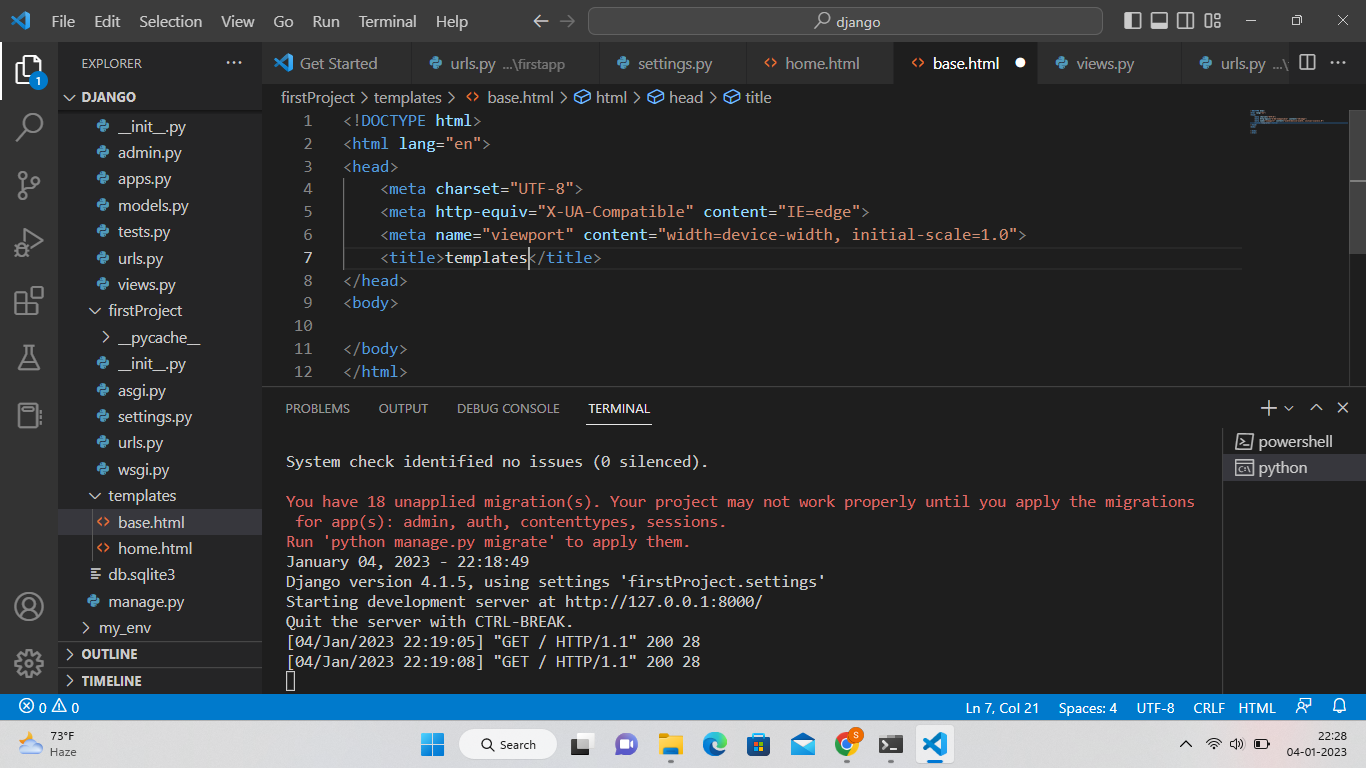 File Edit Selection View Go Run Terminal Help django
EXPLORER
Get Started urls.py ...\firstapp settings.py home.html base.html views.py urls.py ...\
1
DJANGO
firstProject > templates > base.html > html > head > title
__init__.py
admin.py
apps.py
models.py
tests.py
urls.py
views.py
firstProject
__pycache__
__init__.py
asgi.py
settings.py
urls.py
wsgi.py
templates
base.html
home.html
db.sqlite3
manage.py
my_env
OUTLINE
TIMELINE
1 <!DOCTYPE html>
2 <html lang="en">
3 <head>
4 <meta charset="UTF-8">
5 <meta http-equiv="X-UA-Compatible" content="IE=edge">
6 <meta name="viewport" content="width=device-width, initial-scale=1.0">
7 <title>templates</title>
8 </head>
9 <body>
10
11 </body>
12 </html>
PROBLEMS OUTPUT DEBUG CONSOLE TERMINAL
powershell
python
System check identified no issues (0 silenced).
You have 18 unapplied migration(s). Your project may not work properly until you apply the migrations
for app(s): admin, auth, contenttypes, sessions.
Run 'python manage.py migrate' to apply them.
January 04, 2023 - 22:18:49
Django version 4.1.5, using settings 'firstProject.settings'
Starting development server at http://127.0.0.1:8000/
Quit the server with CTRL-BREAK.
[04/Jan/2023 22:19:05] "GET / HTTP/1.1" 200 28
[04/Jan/2023 22:19:08] "GET / HTTP/1.1" 200 28
0 0 Ln 7, Col 21 Spaces: 4 UTF-8 CRLF HTML
73°F
Haze
Search
S
22:28
04-01-2023